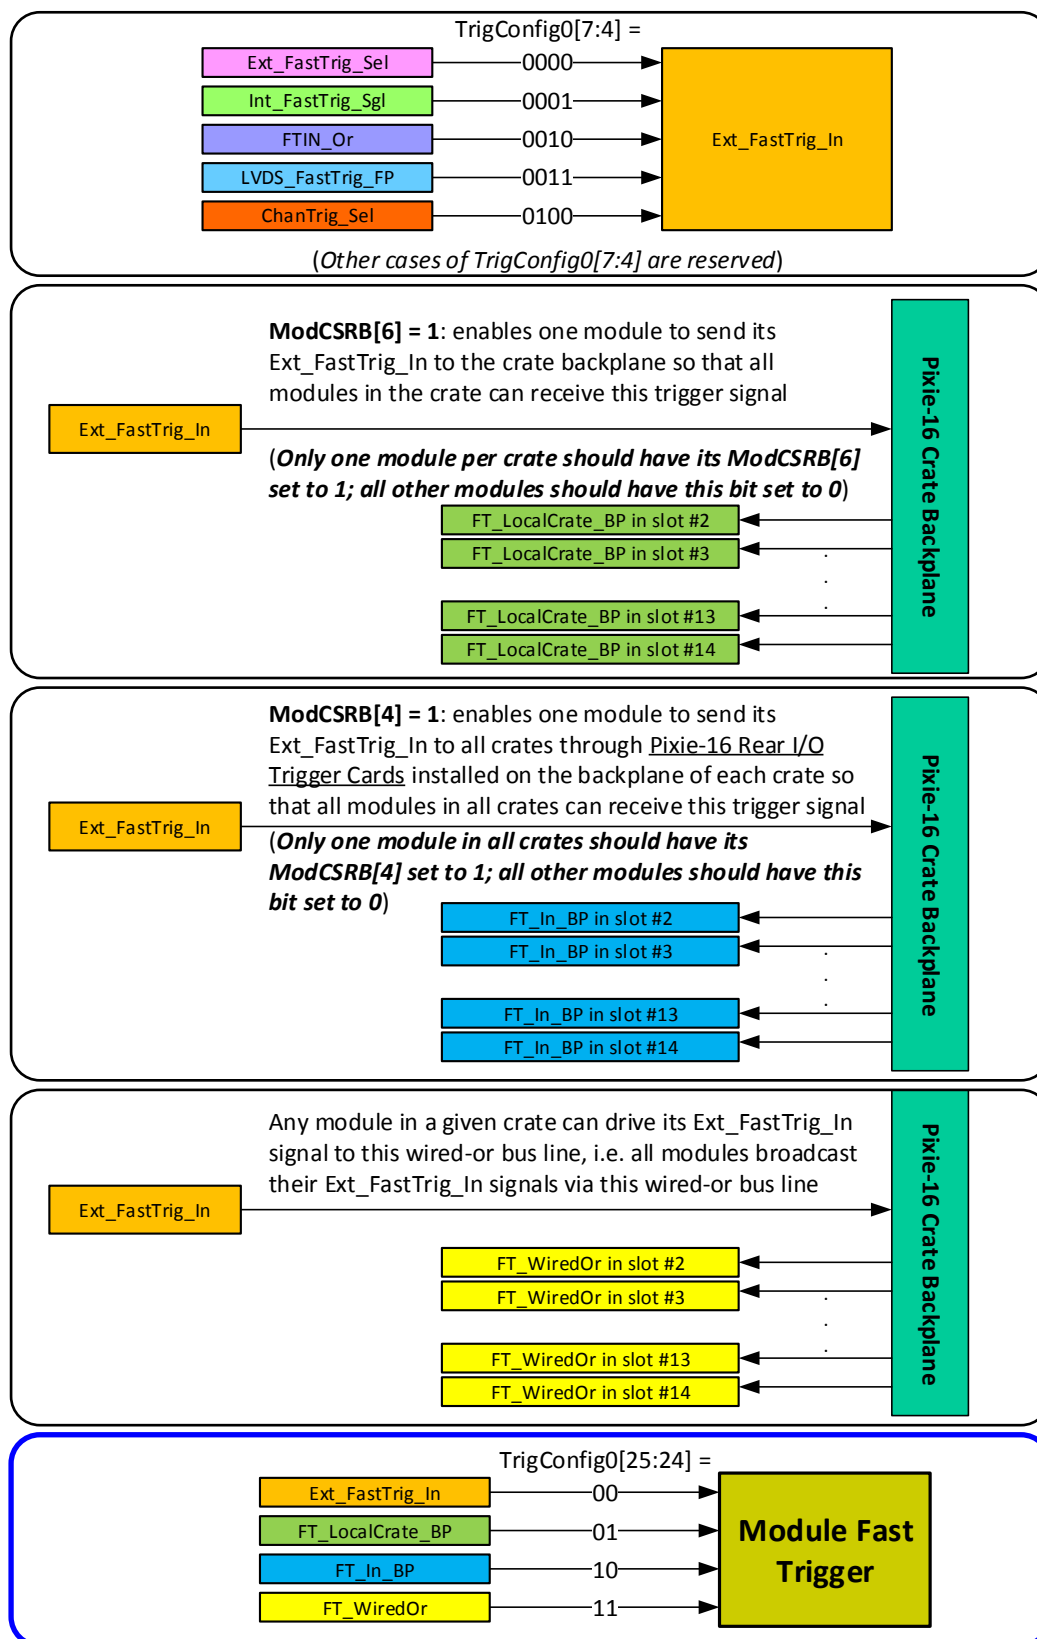 TrigConfig0[7:4] =
Ext_FastTrig_Sel
0000
Int_FastTrig_Sgl
0001
FTIN_Or
0010
Ext_FastTrig_In
LVDS_FastTrig_FP
0011
ChanTrig_Sel
0100
(Other cases of TrigConfig0[7:4] are reserved)
ModCSRB[6] = 1: enables one module to send its
Ext_FastTrig_In to the crate backplane so that all
modules in the crate can receive this trigger signal
Ext_FastTrig_In
(Only one module per crate should have its ModCSRB[6]
set to 1; all other modules should have this bit set to 0)
FT_LocalCrate_BP in slot #2
FT_LocalCrate_BP in slot #3
.
.
.
FT_LocalCrate_BP in slot #13
FT_LocalCrate_BP in slot #14
Pixie-16 Crate Backplane
ModCSRB[4] = 1: enables one module to send its
Ext_FastTrig_In to all crates through Pixie-16 Rear I/O
Trigger Cards installed on the backplane of each crate so
that all modules in all crates can receive this trigger signal
Ext_FastTrig_In
(Only one module in all crates should have its
ModCSRB[4] set to 1; all other modules should have this
bit set to 0)
FT_In_BP in slot #2
FT_In_BP in slot #3
.
.
.
FT_In_BP in slot #13
FT_In_BP in slot #14
Pixie-16 Crate Backplane
Any module in a given crate can drive its Ext_FastTrig_In
signal to this wired-or bus line, i.e. all modules broadcast
their Ext_FastTrig_In signals via this wired-or bus line
Ext_FastTrig_In
FT_WiredOr in slot #2
FT_WiredOr in slot #3
.
.
.
FT_WiredOr in slot #13
FT_WiredOr in slot #14
Pixie-16 Crate Backplane
TrigConfig0[25:24] =
Ext_FastTrig_In
00
FT_LocalCrate_BP
01
FT_In_BP
10
FT_WiredOr
11
Module Fast
Trigger